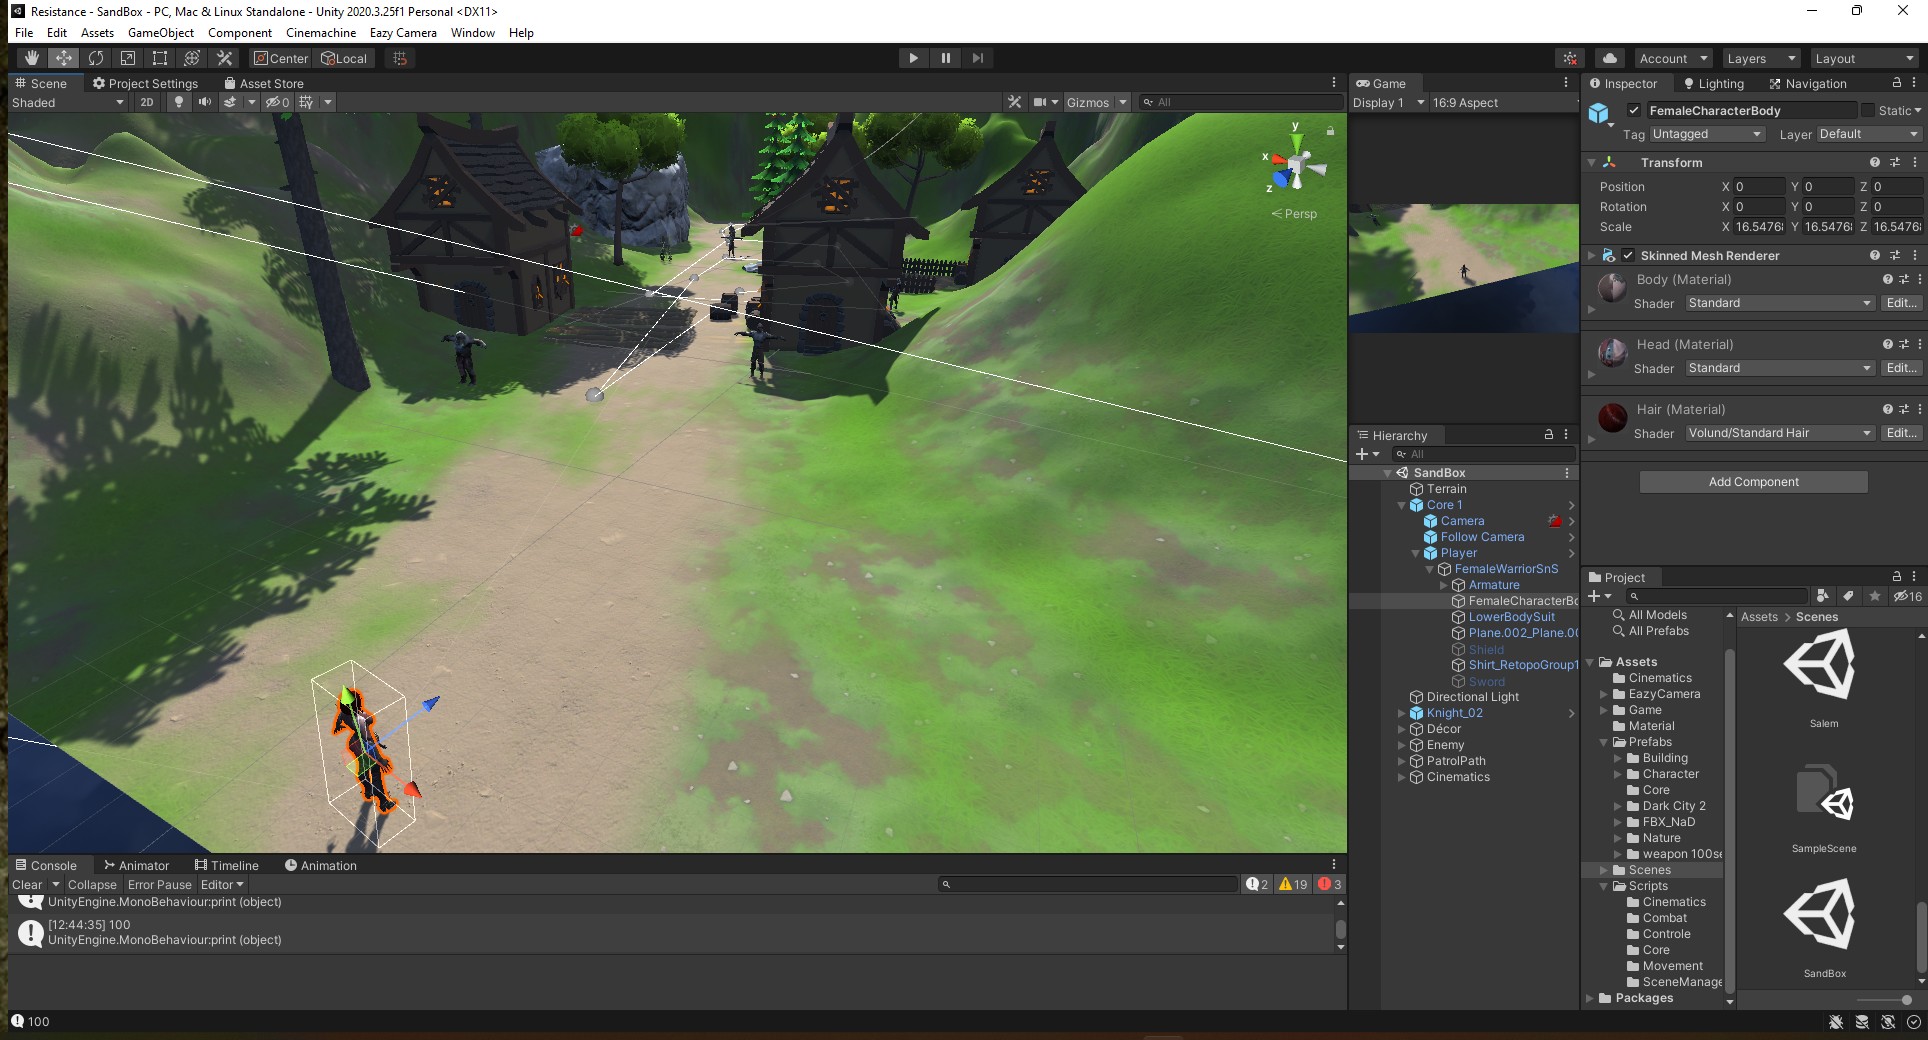 Resistance - SandBox - PC, Mac & Linux Standalone - Unity 2020.3.25f1 Personal <DX11>
File Edit Assets GameObject Component Cinemachine Eazy Camera Window Help
Center Local Account Layers Layout
Scene Project Settings Asset Store
Shaded 2D 0 Gizmos All
y
x
z
Persp
Game
Display 1 16:9 Aspect
Hierarchy
All
SandBox
Terrain
Core 1
Camera
Follow Camera
Player
FemaleWarriorSnS
Armature
FemaleCharacterBo
LowerBodySuit
Plane.002_Plane.00
Shield
Shirt_RetopoGroup1
Sword
Directional Light
Knight_02
Décor
Enemy
PatrolPath
Cinematics
Inspector Lighting Navigation
FemaleCharacterBody Static
Tag Untagged Layer Default
Transform
Position X 0 Y 0 Z 0
Rotation X 0 Y 0 Z 0
Scale X 16.5476 Y 16.5476 Z 16.5476
Skinned Mesh Renderer
Body (Material)
Shader Standard Edit...
Head (Material)
Shader Standard Edit...
Hair (Material)
Shader Volund/Standard Hair Edit...
Add Component
Project
16
All Models
All Prefabs
Assets
Cinematics
EazyCamera
Game
Material
Prefabs
Building
Character
Core
Dark City 2
FBX_NaD
Nature
weapon 100se
Scenes
Scripts
Cinematics
Combat
Controle
Core
Movement
SceneManage
Packages
Assets > Scenes
Salem
SampleScene
SandBox
Console Animator Timeline Animation
Clear Collapse Error Pause Editor 2 19 3
UnityEngine.MonoBehaviour:print (object)
[12:44:35] 100
UnityEngine.MonoBehaviour:print (object)
100